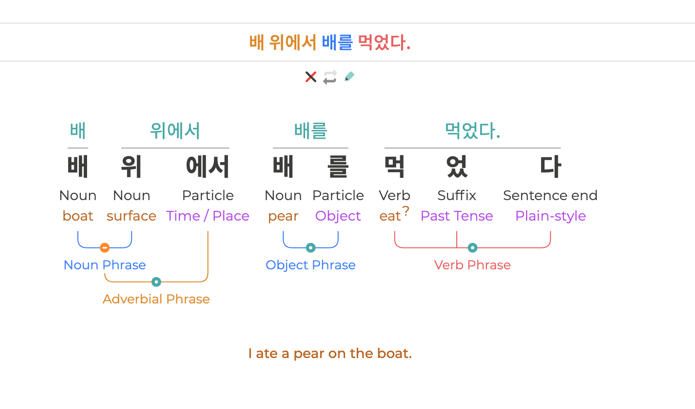 배 위에서 배를 먹었다.
배 위에서 배를 먹었다.
배 위 에서 배 를 먹 었 다
Noun Noun Particle Noun Particle Verb Suffix Sentence end
boat surface Time / Place pear Object eat? Past Tense Plain-style
Noun Phrase Object Phrase Verb Phrase
Adverbial Phrase
I ate a pear on the boat.